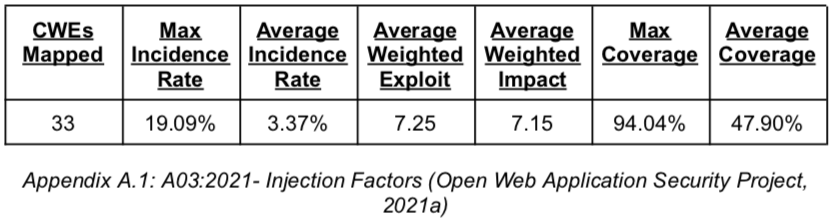 CWEs Mapped	Max Incidence Rate	Average Incidence Rate	Average Weighted Exploit	Average Weighted Impact	Max Coverage	Average Coverage
33	19.09%	3.37%	7.25	7.15	94.04%	47.90%
Appendix A.1: A03:2021- Injection Factors (Open Web Application Security Project,
2021a)